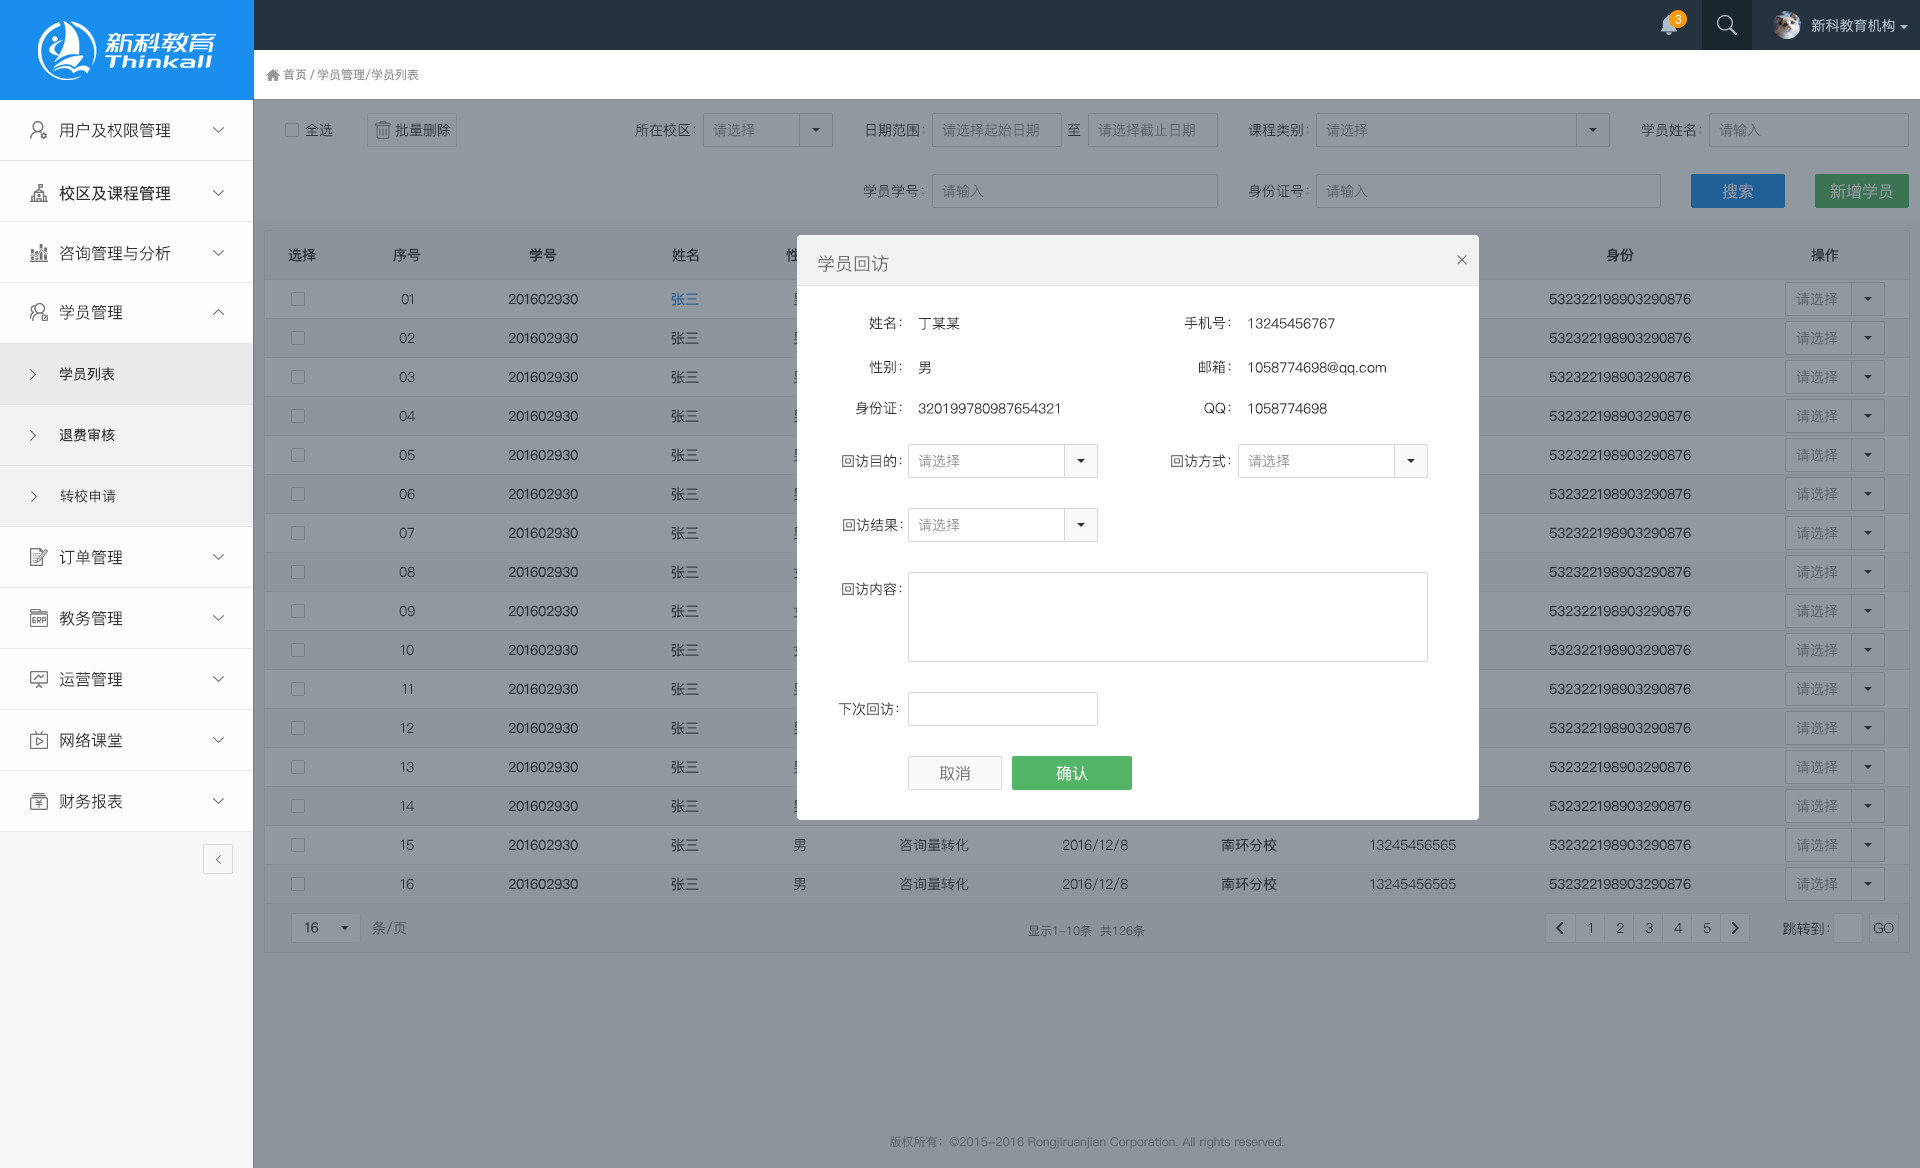 新科教育
Thinkall
3
新科教育机构
首页 / 学员管理/学员列表
用户及权限管理
校区及课程管理
咨询管理与分析
学员管理
学员列表
退费审核
转校申请
订单管理
教务管理
运营管理
网络课堂
财务报表
全选 批量删除 所在校区: 请选择 日期范围: 请选择起始日期 至 请选择截止日期 课程类别: 请选择 学员姓名: 请输入
学员学号: 请输入 身份证号: 请输入 搜索 新增学员
选择 序号 学号 姓名 身份 操作
01 201602930 张三 532322198903290876 请选择
02 201602930 张三 532322198903290876 请选择
03 201602930 张三 532322198903290876 请选择
04 201602930 张三 532322198903290876 请选择
05 201602930 张三 532322198903290876 请选择
06 201602930 张三 532322198903290876 请选择
07 201602930 张三 532322198903290876 请选择
08 201602930 张三 532322198903290876 请选择
09 201602930 张三 532322198903290876 请选择
10 201602930 张三 532322198903290876 请选择
11 201602930 张三 532322198903290876 请选择
12 201602930 张三 532322198903290876 请选择
13 201602930 张三 532322198903290876 请选择
14 201602930 张三 532322198903290876 请选择
15 201602930 张三 男 咨询量转化 2016/12/8 南环分校 13245456565 532322198903290876 请选择
16 201602930 张三 男 咨询量转化 2016/12/8 南环分校 13245456565 532322198903290876 请选择
16 条/页 显示1-10条 共126条 1 2 3 4 5 跳转到: GO
学员回访 ×
姓名: 丁某某 手机号: 13245456767
性别: 男 邮箱: 1058774698@qq.com
身份证: 320199780987654321 QQ: 1058774698
回访目的: 请选择 回访方式: 请选择
回访结果: 请选择
回访内容:
下次回访:
取消 确认
版权所有: ©2015-2016 Rongjiruanjian Corporation. All rights reserved.